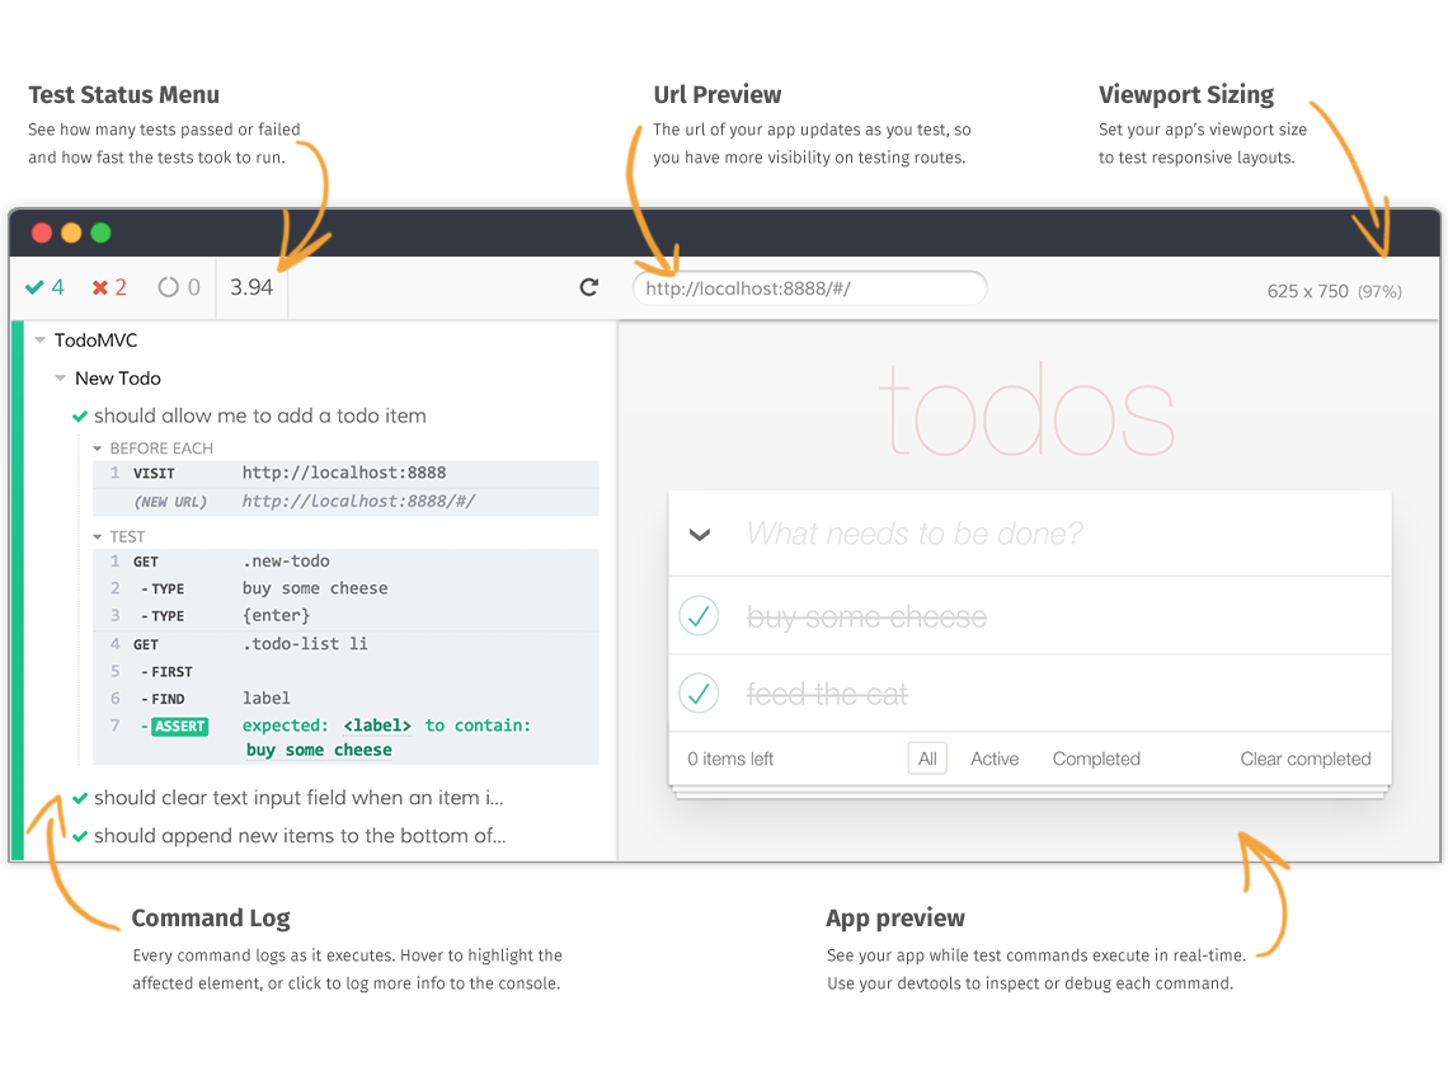 Test Status Menu
See how many tests passed or failed
and how fast the tests took to run.
Url Preview
The url of your app updates as you test, so
you have more visibility on testing routes.
Viewport Sizing
Set your app's viewport size
to test responsive layouts.
4 2 0 3.94
http://localhost:8888/#/
625 x 750 (97%)
TodoMVC
New Todo
should allow me to add a todo item
BEFORE EACH
1 VISIT http://localhost:8888
(NEW URL) http://localhost:8888/#/
TEST
1 GET .new-todo
2 -TYPE buy some cheese
3 -TYPE {enter}
4 GET .todo-list li
5 -FIRST
6 -FIND label
7 -ASSERT expected: <label> to contain:
buy some cheese
should clear text input field when an item i...
should append new items to the bottom of...
todos
What needs to be done?
buy some cheese
feed the cat
0 items left All Active Completed Clear completed
Command Log
Every command logs as it executes. Hover to highlight the
affected element, or click to log more info to the console.
App preview
See your app while test commands execute in real-time.
Use your devtools to inspect or debug each command.